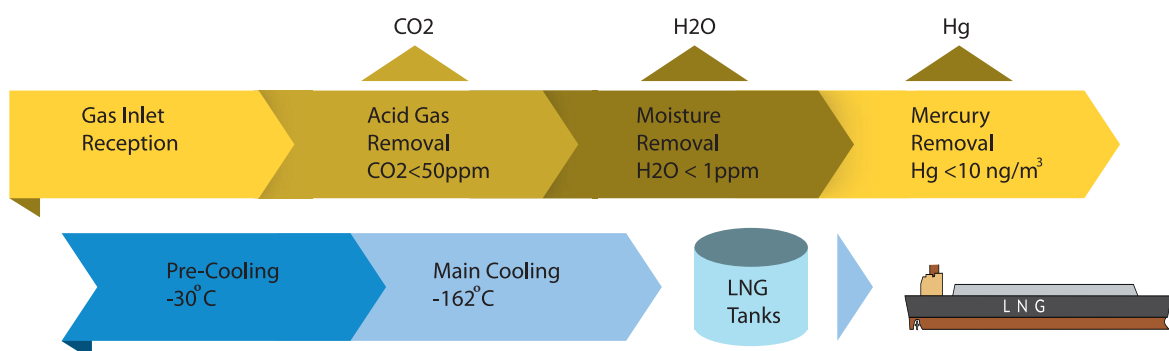 CO2
H2O
Hg
Gas Inlet
Reception
Acid Gas
Removal
CO2<50ppm
Moisture
Removal
H2O < 1ppm
Mercury
Removal
Hg <10 ng/m³
Pre-Cooling
-30°C
Main Cooling
-162°C
LNG
Tanks
LNG